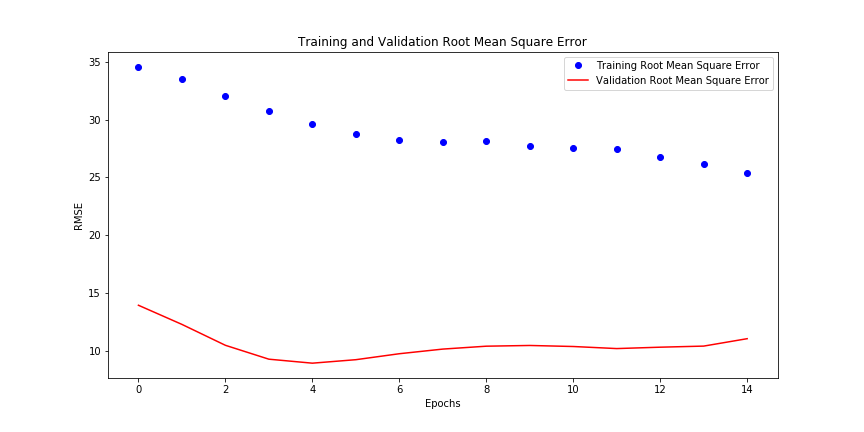 Training and Validation Root Mean Square Error
35
30
25
20
15
10
RMSE
Training Root Mean Square Error
Validation Root Mean Square Error
0 2 4 6 8 10 12 14
Epochs